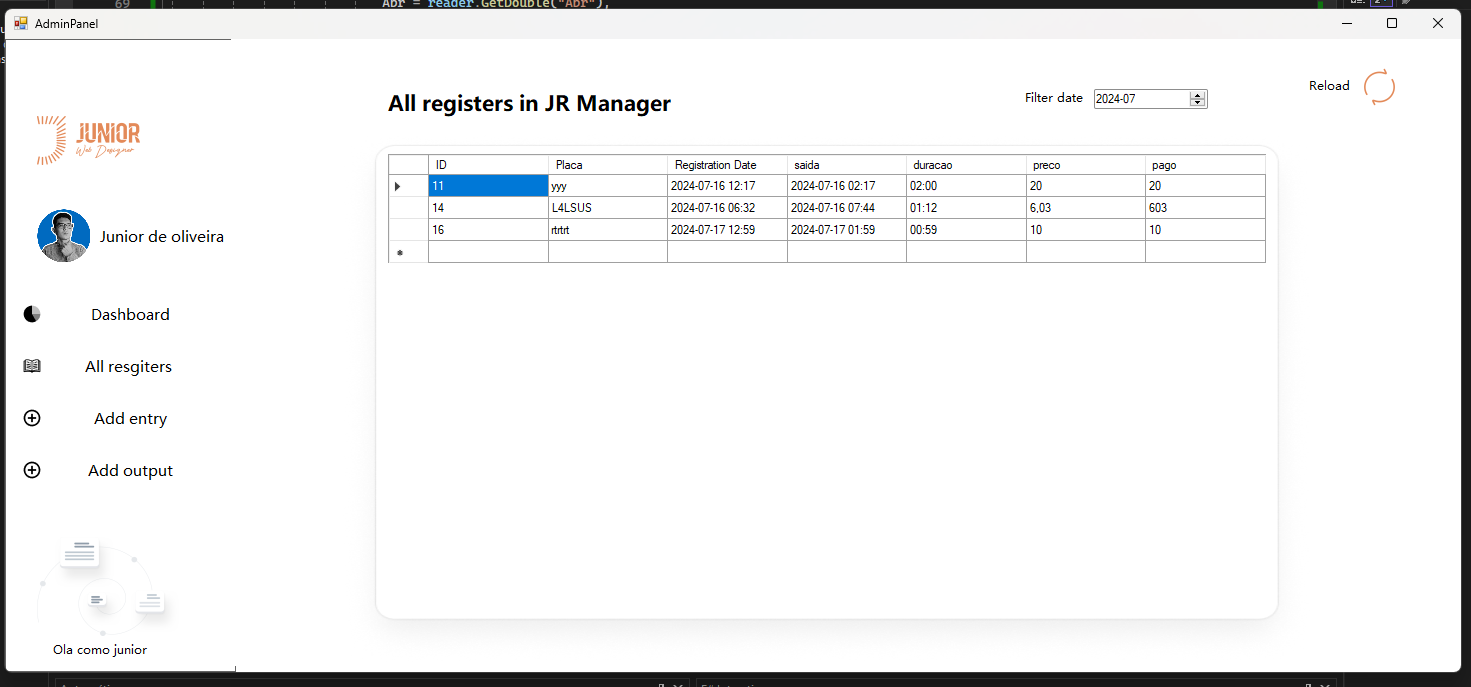 69 Abr = reader.GetDouble("Abr"),
AdminPanel
JUNIOR
Web Designer
All registers in JR Manager
Filter date 2024-07
Reload
ID Placa Registration Date saida duracao preco pago
11 yyy 2024-07-16 12:17 2024-07-16 02:17 02:00 20 20
14 L4LSUS 2024-07-16 06:32 2024-07-16 07:44 01:12 6,03 603
16 rtrtrt 2024-07-17 12:59 2024-07-17 01:59 00:59 10 10
Junior de oliveira
Dashboard
All resgiters
Add entry
Add output
Ola como junior